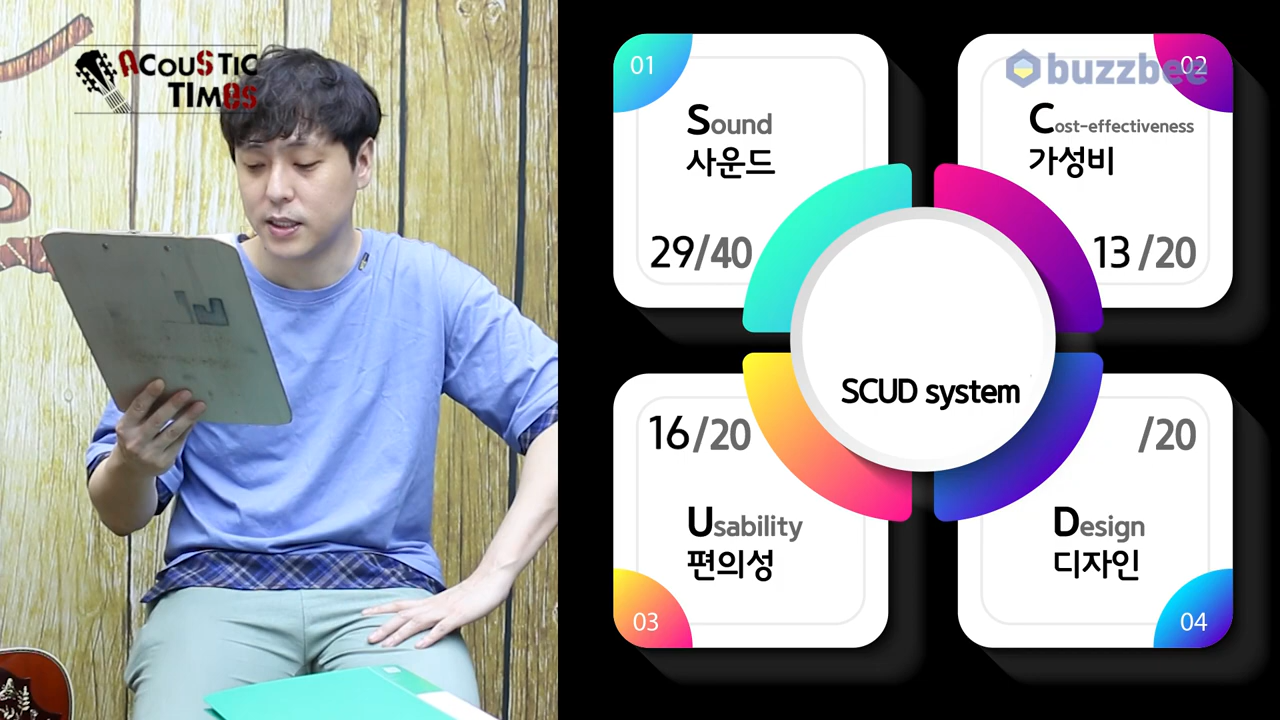 ACOUSTIC
TIMES
01
Sound
사운드
29/40
02
buzzbee
Cost-effectiveness
가성비
13/20
SCUD system
16/20
Usability
편의성
03
/20
Design
디자인
04